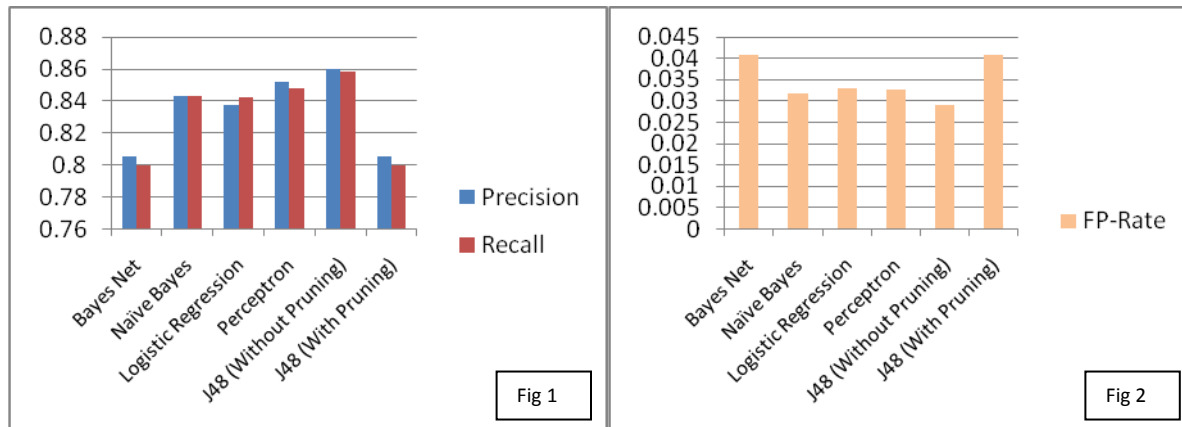 0.88
0.86
0.84
0.82
0.8
0.78
0.76
Precision
Recall
Bayes Net
Naïve Bayes
Logistic Regression
Perceptron
J48 (Without Pruning)
J48 (With Pruning)
Fig 1
0.045
0.04
0.035
0.03
0.025
0.02
0.015
0.01
0.005
0
FP-Rate
Bayes Net
Naïve Bayes
Logistic Regression
Perceptron
J48 (Without Pruning)
J48 (With Pruning)
Fig 2